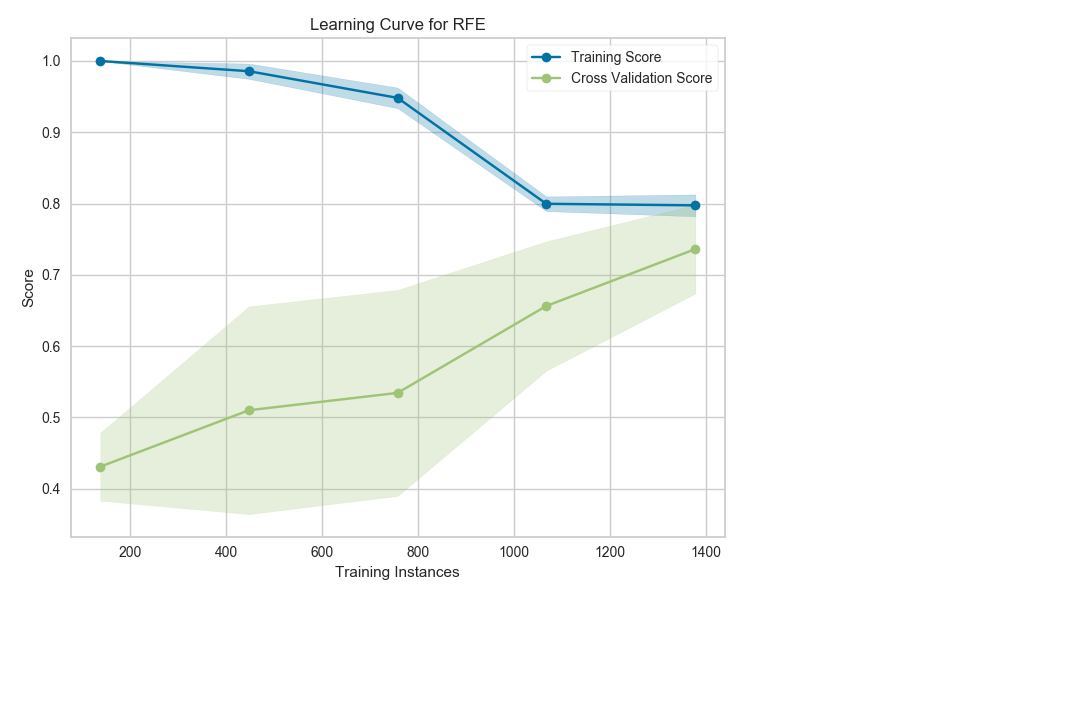 Learning Curve for RFE
Training Score
Cross Validation Score
1.0
0.9
0.8
0.7
0.6
0.5
0.4
Score
200 400 600 800 1000 1200 1400
Training Instances